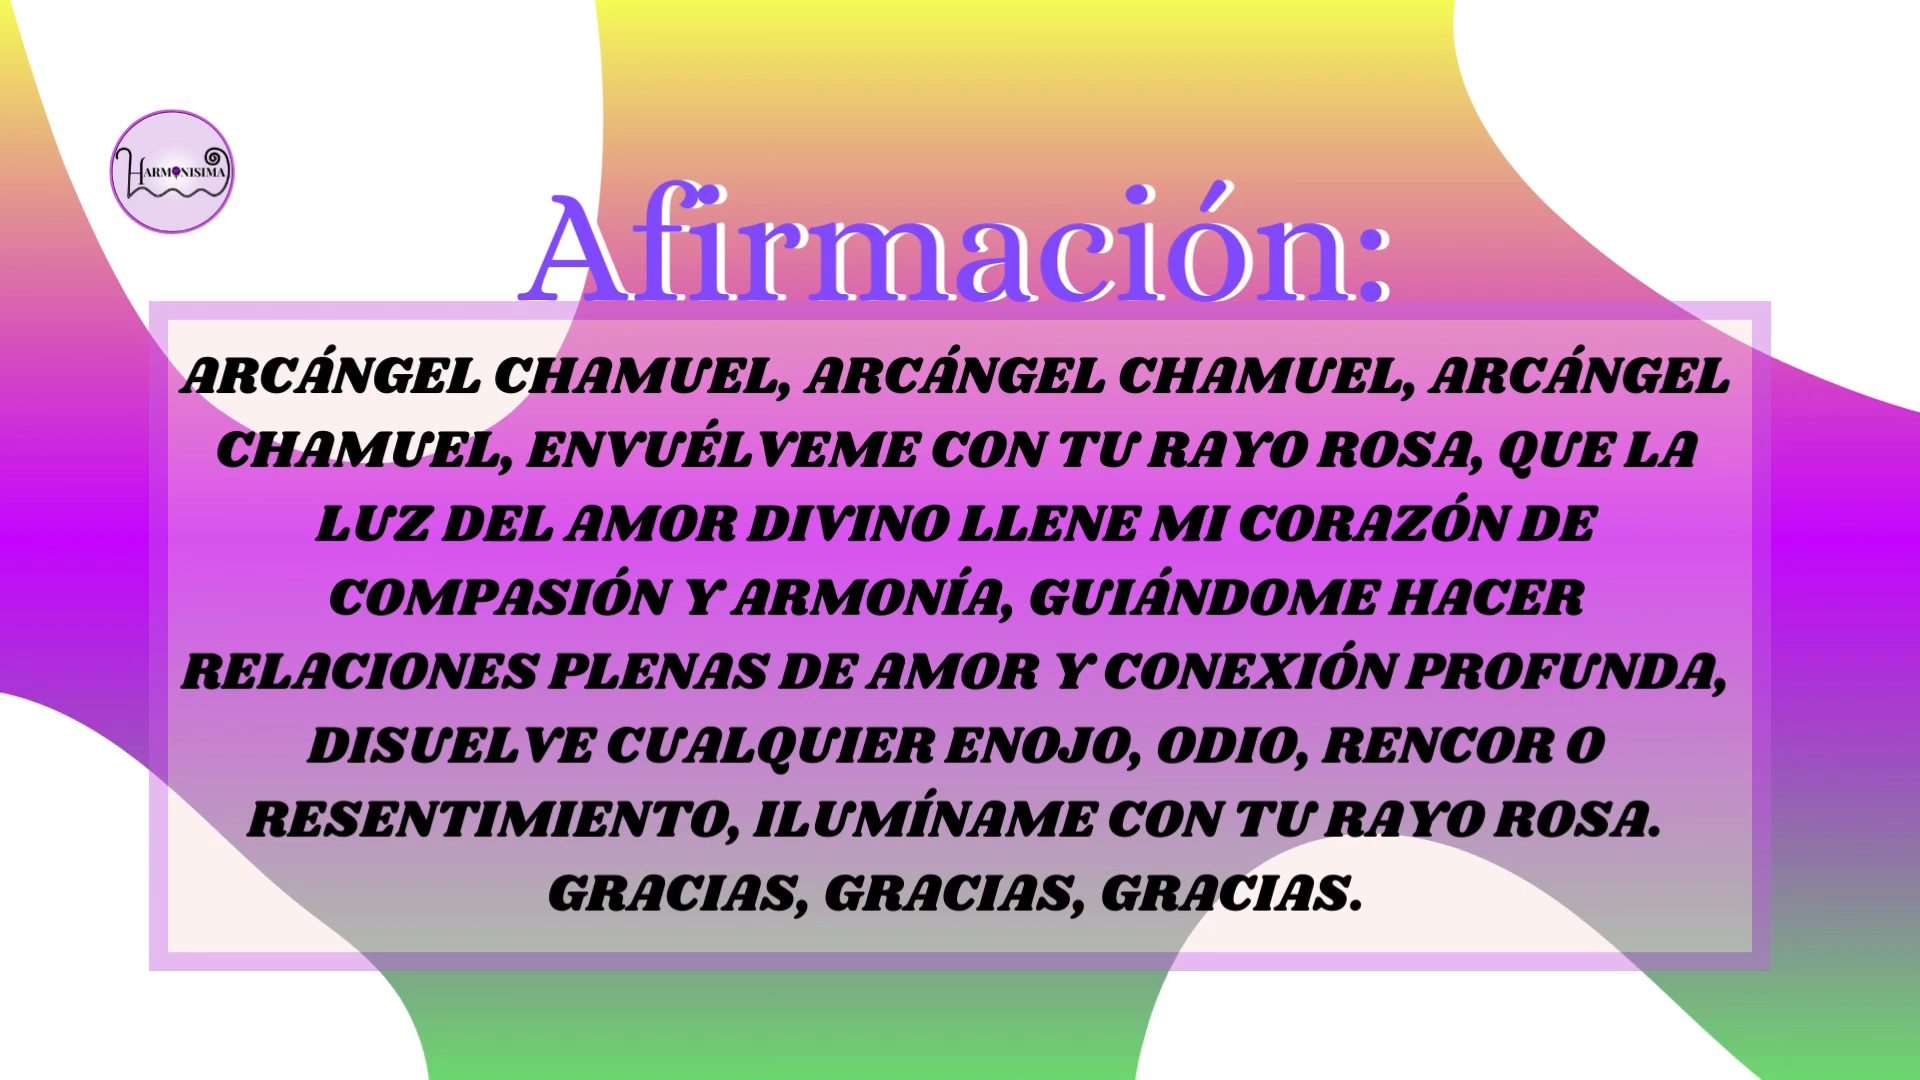 HARMONISIMA
Afirmación:
ARCÁNGEL CHAMUEL, ARCÁNGEL CHAMUEL, ARCÁNGEL
CHAMUEL, ENVUÉLVEME CON TU RAYO ROSA, QUE LA
LUZ DEL AMOR DIVINO LLENE MI CORAZÓN DE
COMPASIÓN Y ARMONÍA, GUIÁNDOME HACER
RELACIONES PLENAS DE AMOR Y CONEXIÓN PROFUNDA,
DISUELVE CUALQUIER ENOJO, ODIO, RENCOR O
RESENTIMIENTO, ILUMÍNAME CON TU RAYO ROSA.
GRACIAS, GRACIAS, GRACIAS.